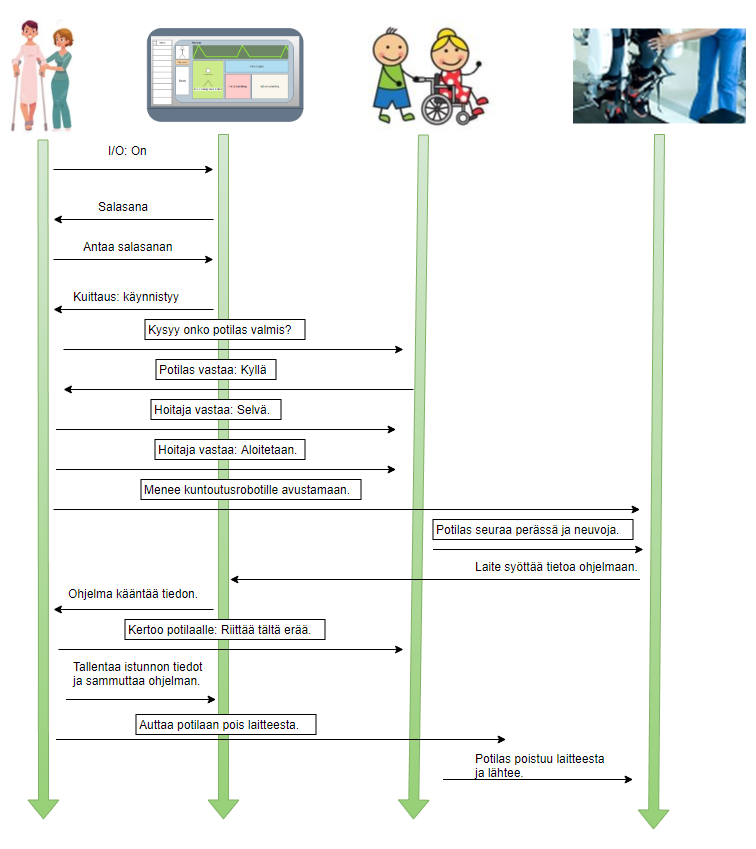 I/O: On
Salasana
Antaa salasanan
Kuittaus: käynnistyy
Kysyy onko potilas valmis?
Potilas vastaa: Kyllä
Hoitaja vastaa: Selvä.
Hoitaja vastaa: Aloitetaan.
Menee kuntoutusrobotille avustamaan.
Potilas seuraa perässä ja neuvoja.
Laite syöttää tietoa ohjelmaan.
Ohjelma kääntää tiedon.
Kertoo potilaalle: Riittää tältä erää.
Tallentaa istunnon tiedot
ja sammuttaa ohjelman.
Auttaa potilaan pois laitteesta.
Potilas poistuu laitteesta
ja lähtee.